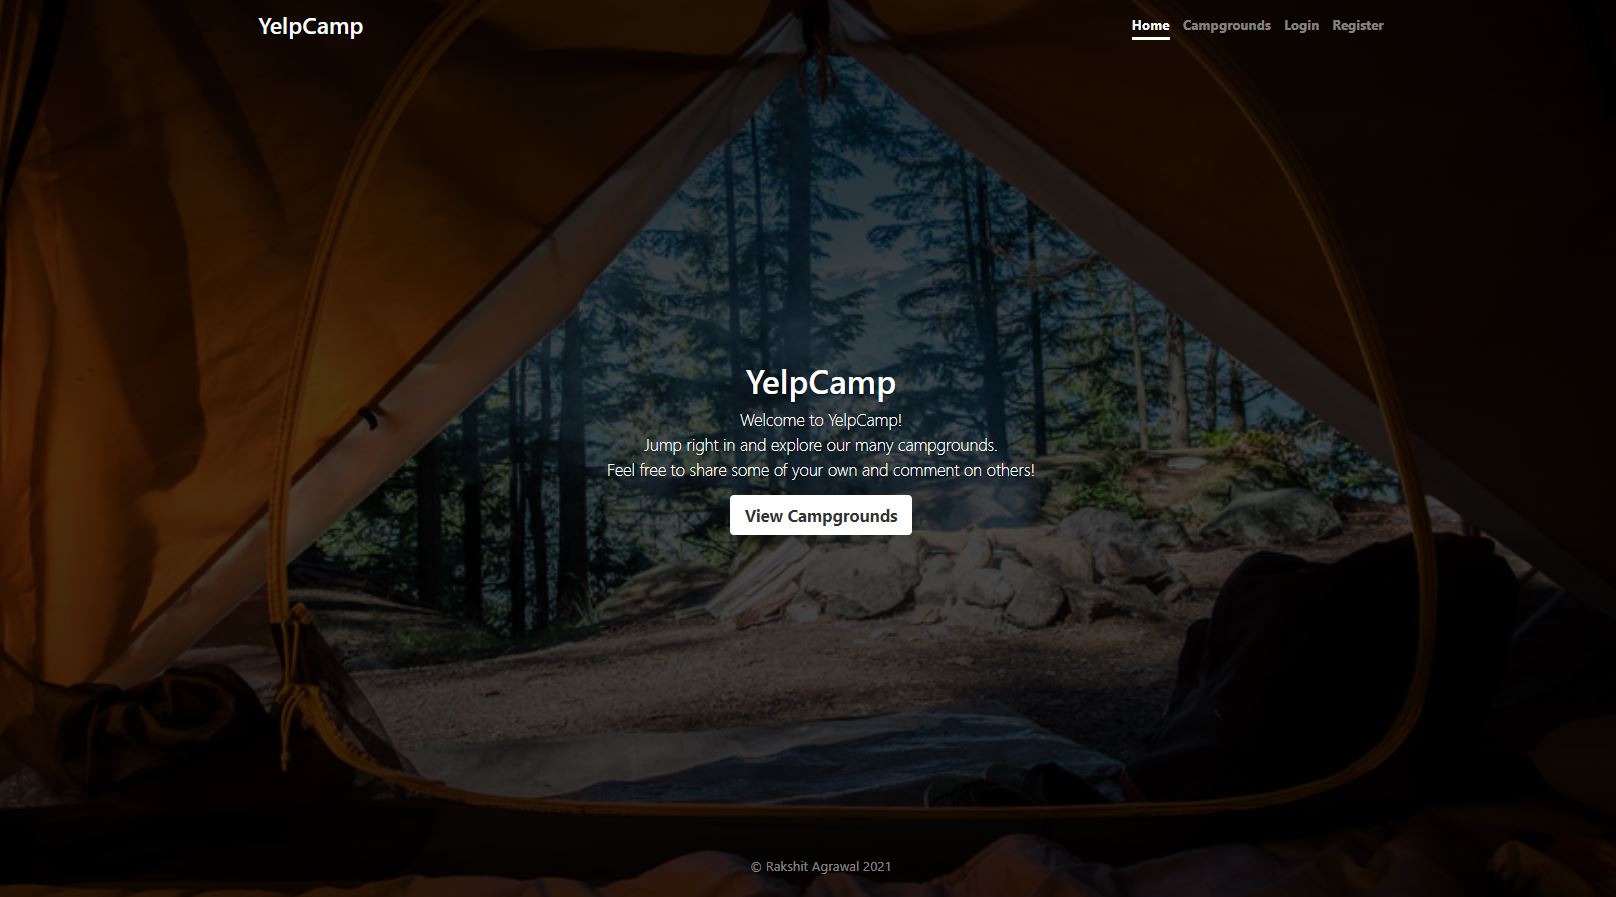 YelpCamp
Home Campgrounds Login Register
YelpCamp
Welcome to YelpCamp!
Jump right in and explore our many campgrounds.
Feel free to share some of your own and comment on others!
View Campgrounds
© Rakshit Agrawal 2021